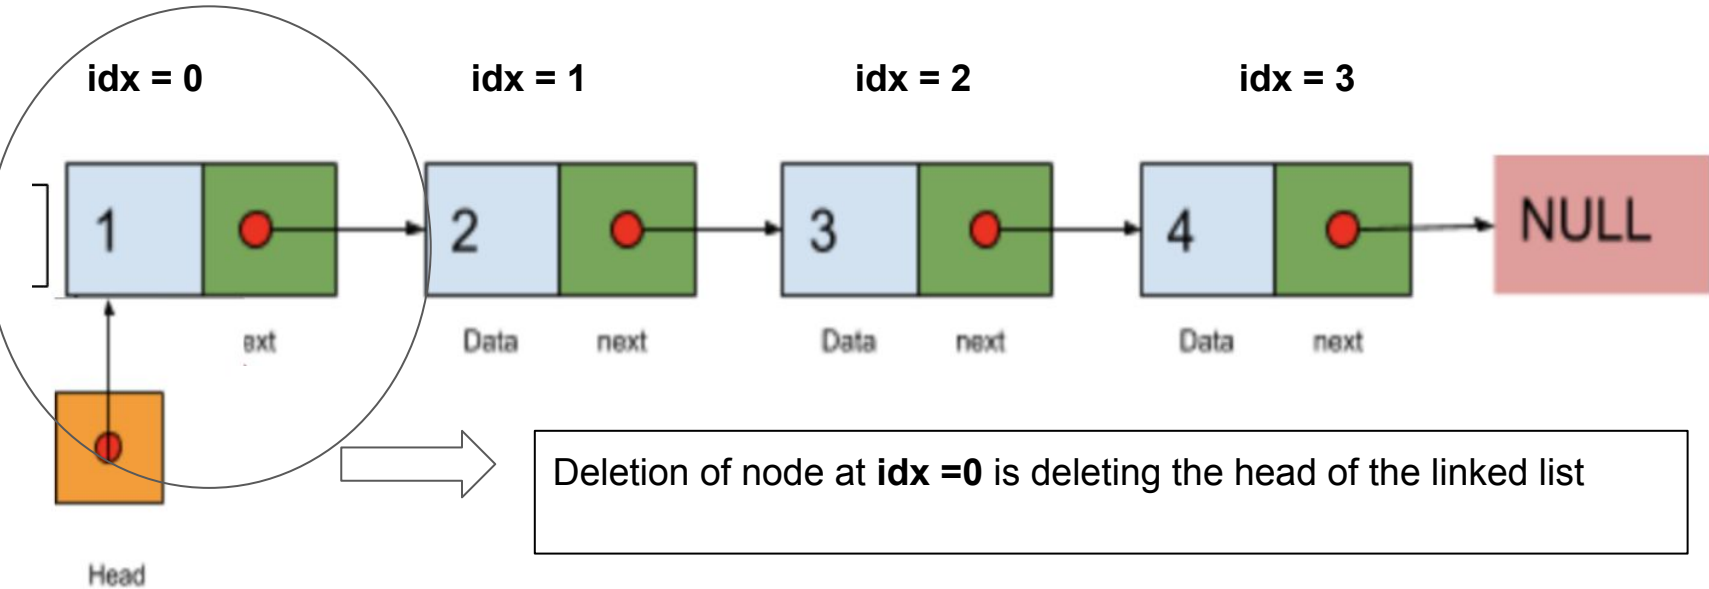 idx = 0 idx = 1 idx = 2 idx = 3
1 2 3 4 NULL
ext Data next Data next Data next
Deletion of node at idx =0 is deleting the head of the linked list
Head